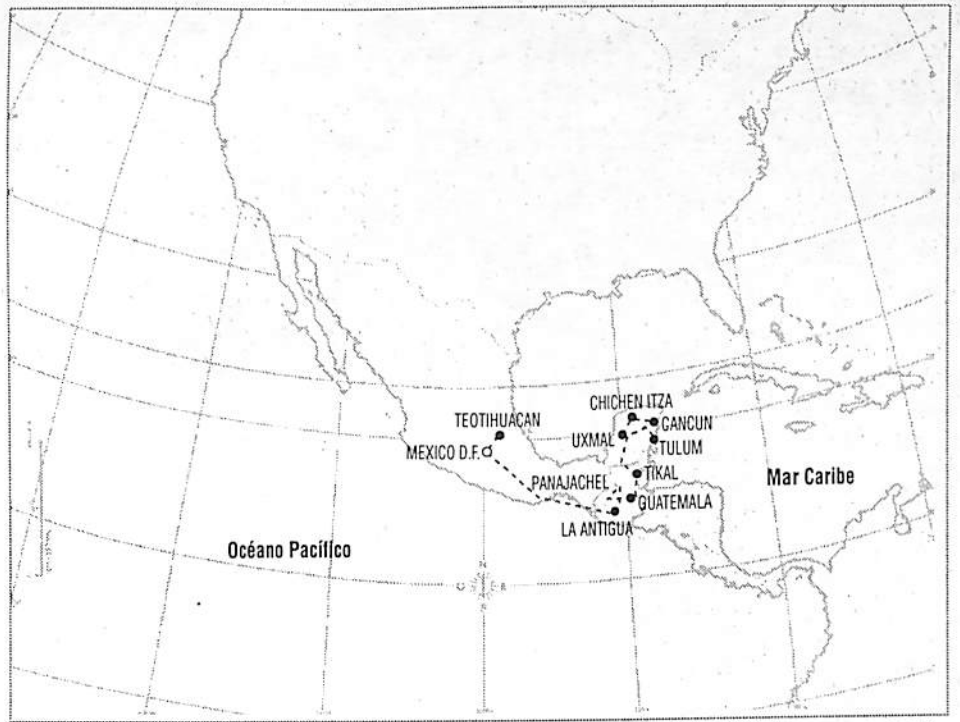 CHICHEN ITZA
TEOTIHUACAN
CANCUN
UXMAL
MEXICO D.F.
TULUM
TIKAL
PANAJACHEL
Mar Caribe
GUATEMALA
LA ANTIGUA
Océano Pacífico